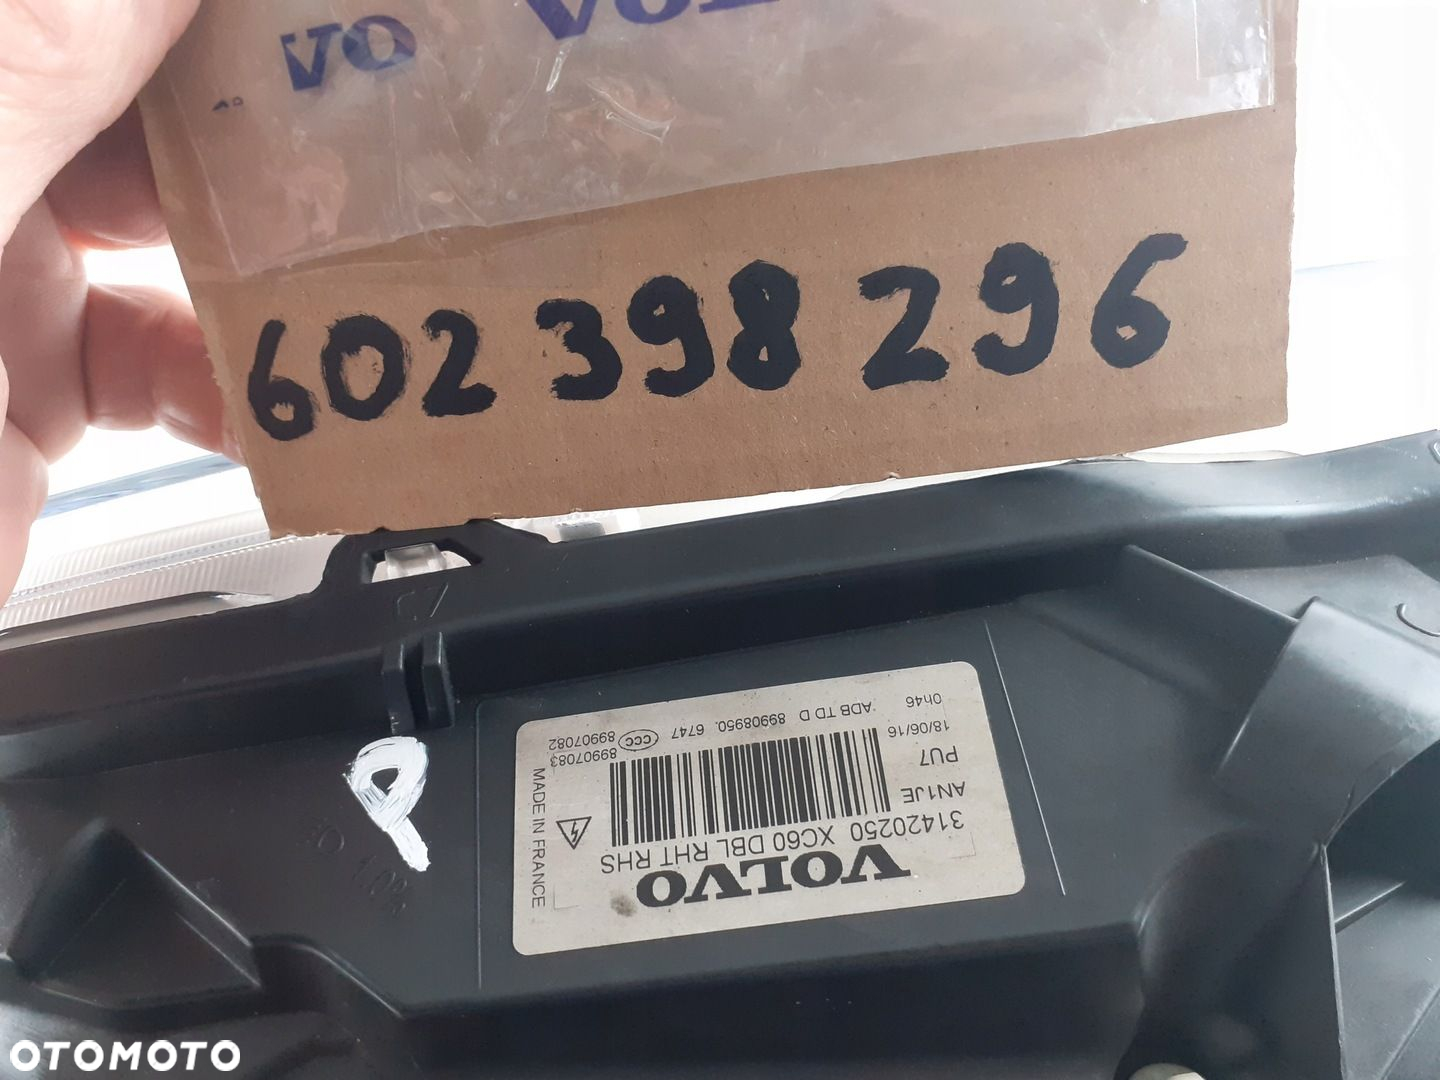 VO VOL
602 398 296
VOLVO
31420250 XC60 DBL RHT RHS
AN1JE
PU7
18/06/16
0h46
89907083
89907082
CCC
89908950. 6747
ADB TD D
MADE IN FRANCE
P
OTOMOTO